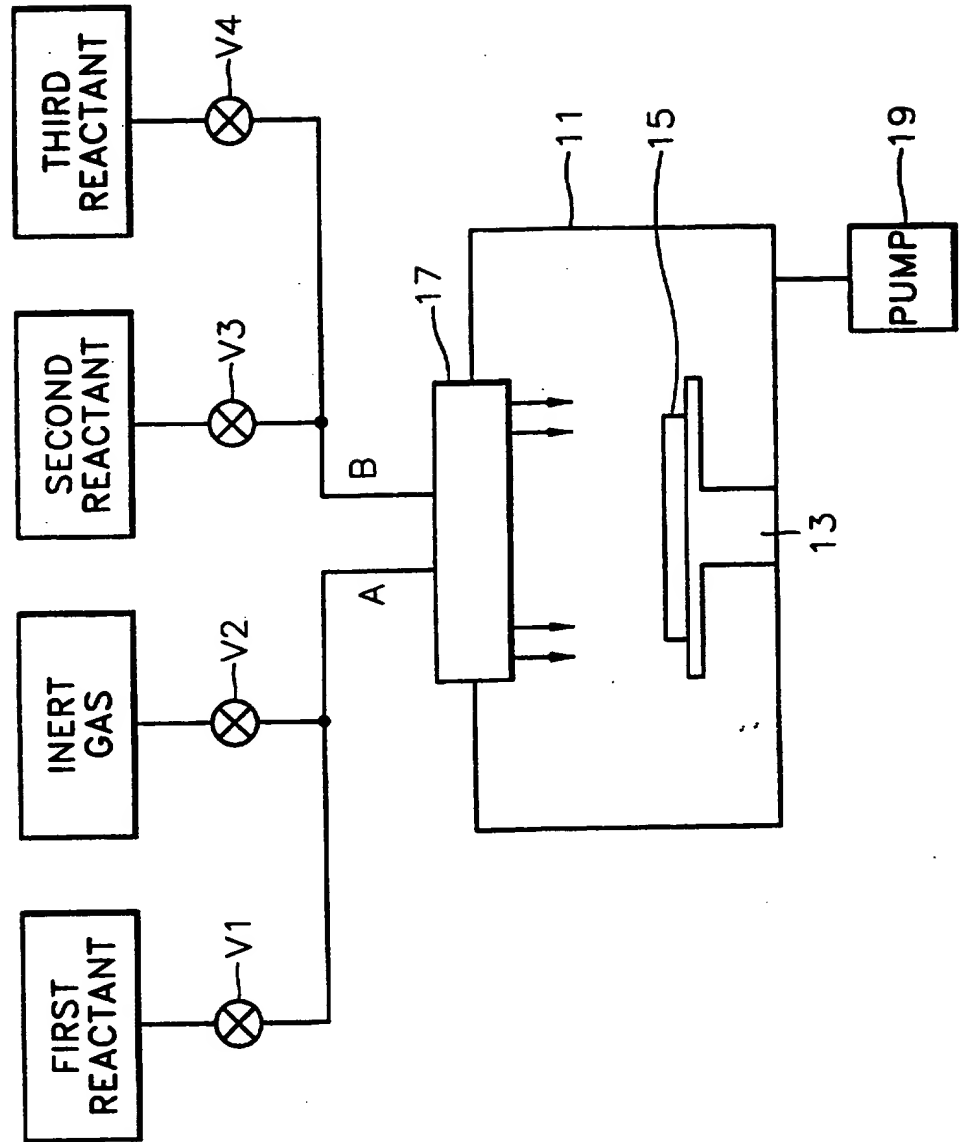 FIRST
REACTANT
INERT
GAS
SECOND
REACTANT
THIRD
REACTANT
V1
V2
V3
V4
A
B
17
11
15
13
PUMP
19